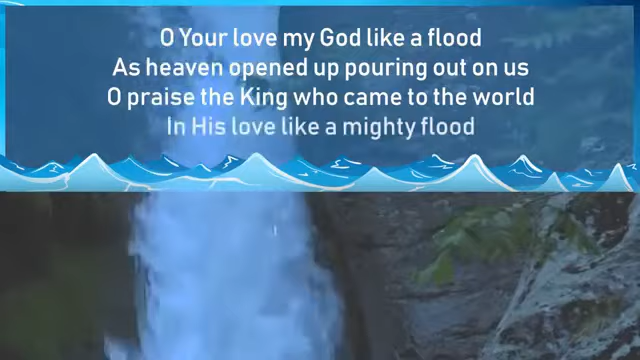 O Your love my God like a flood
As heaven opened up pouring out on us
O praise the King who came to the world
In His love like a mighty flood